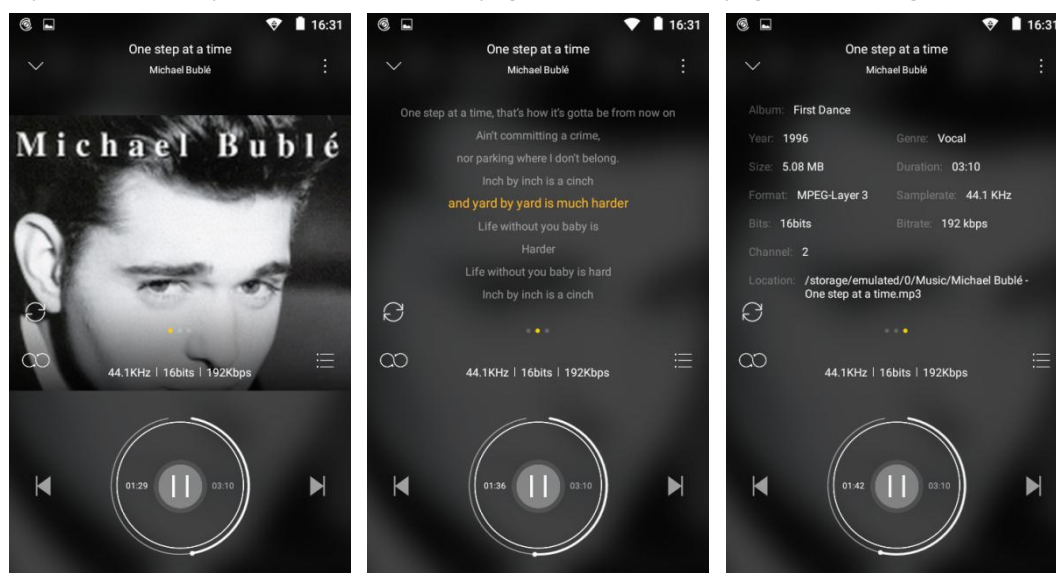 16:31
One step at a time
Michael Bublé
Michael Bublé
44.1KHz | 16bits | 192Kbps
01:29
03:10
16:31
One step at a time
Michael Bublé
One step at a time, that's how it's gotta be from now on
Ain't committing a crime,
nor parking where I don't belong.
Inch by inch is a cinch
and yard by yard is much harder
Life without you baby is
Harder
Life without you baby is hard
Inch by inch is a cinch
44.1KHz | 16bits | 192Kbps
01:36
03:10
16:31
One step at a time
Michael Bublé
Album: First Dance
Year: 1996 Genre: Vocal
Size: 5.08 MB Duration: 03:10
Format: MPEG-Layer 3 Samplerate: 44.1 KHz
Bits: 16bits Bitrate: 192 kbps
Channel: 2
Location: /storage/emulated/0/Music/Michael Bublé -
One step at a time.mp3
44.1KHz | 16bits | 192Kbps
01:42
03:10